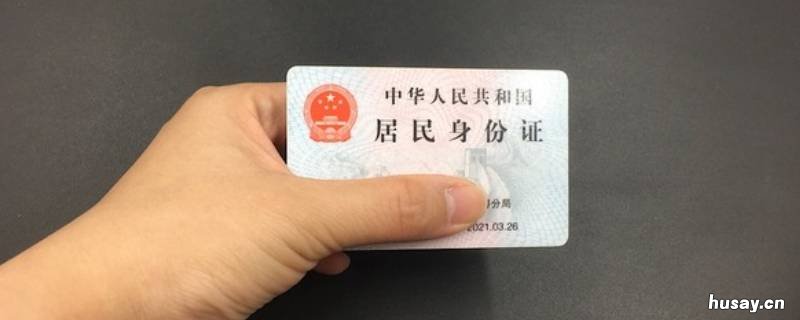 中华人民共和国
居民身份证
分局
2021.03.26
husay.cn